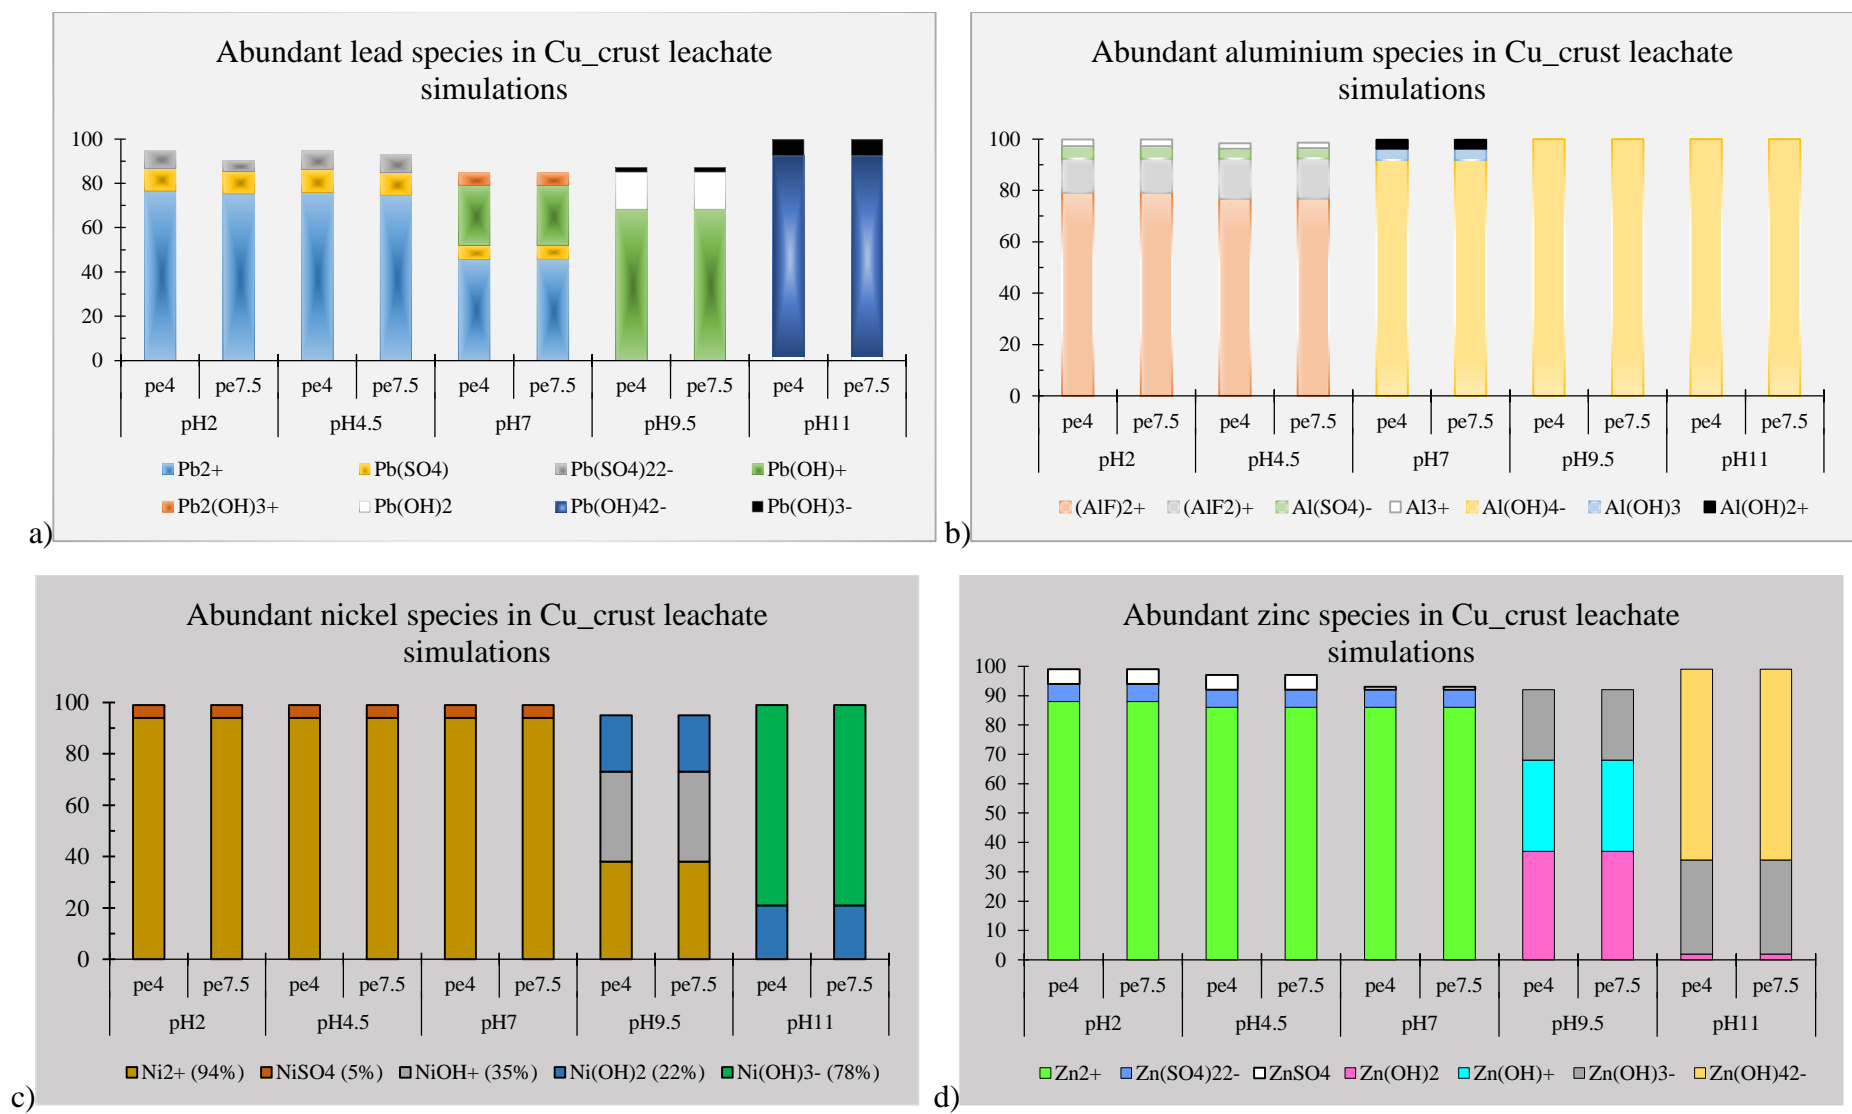 Abundant lead species in Cu_crust leachate
simulations
100
80
60
40
20
0
pe4 pe7.5 pe4 pe7.5 pe4 pe7.5 pe4 pe7.5 pe4 pe7.5
pH2 pH4.5 pH7 pH9.5 pH11
Pb2+ Pb(SO4) Pb(SO4)22- Pb(OH)+
Pb2(OH)3+ Pb(OH)2 Pb(OH)42- Pb(OH)3-
a)
Abundant aluminium species in Cu_crust leachate
simulations
100
80
60
40
20
0
pe4 pe7.5 pe4 pe7.5 pe4 pe7.5 pe4 pe7.5 pe4 pe7.5
pH2 pH4.5 pH7 pH9.5 pH11
(AlF)2+ (AlF2)+ Al(SO4)- Al3+ Al(OH)4- Al(OH)3 Al(OH)2+
b)
Abundant nickel species in Cu_crust leachate
simulations
100
80
60
40
20
0
pe4 pe7.5 pe4 pe7.5 pe4 pe7.5 pe4 pe7.5 pe4 pe7.5
pH2 pH4.5 pH7 pH9.5 pH11
Ni2+ (94%) NiSO4 (5%) NiOH+ (35%) Ni(OH)2 (22%) Ni(OH)3- (78%)
c)
Abundant zinc species in Cu_crust leachate
simulations
100
90
80
70
60
50
40
30
20
10
0
pe4 pe7.5 pe4 pe7.5 pe4 pe7.5 pe4 pe7.5 pe4 pe7.5
pH2 pH4.5 pH7 pH9.5 pH11
Zn2+ Zn(SO4)22- ZnSO4 Zn(OH)2 Zn(OH)+ Zn(OH)3- Zn(OH)42-
d)